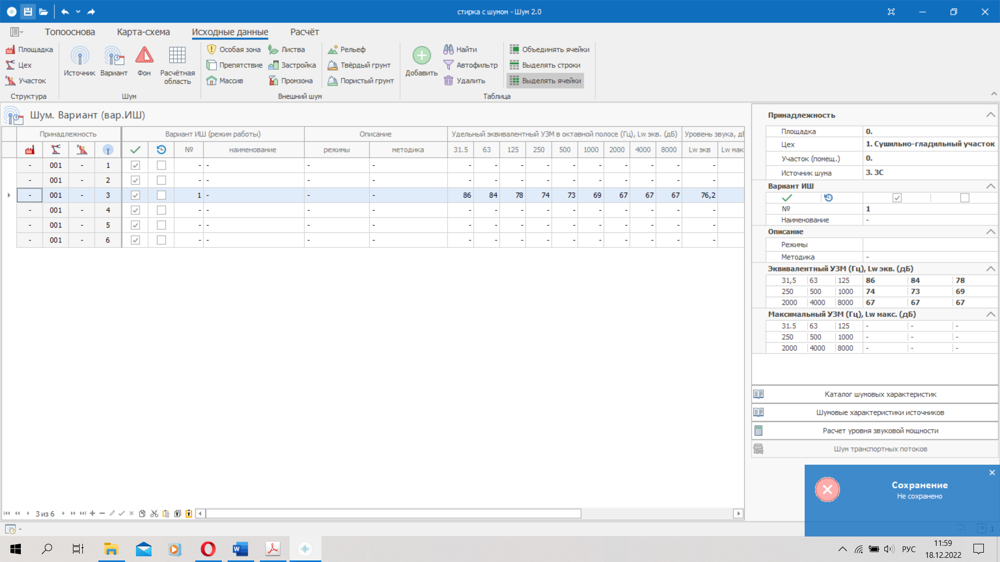 стирка с шумом - Шум 2.0
Топооснова Карта-схема Исходные данные Расчёт
Площадка
Цех
Участок
Структура
Источник Вариант Фон Расчётная область
Шум
Особая зона Листва Рельеф
Препятствие Застройка Твёрдый грунт
Массив Промзона Пористый грунт
Внешний шум
Добавить
Найти
Автофильтр
Удалить
Объединять ячейки
Выделять строки
Выделять ячейки
Таблица
Шум. Вариант (вар.ИШ)
Принадлежность Вариант ИШ (режим работы) Описание Удельный эквивалентный УЗМ в октавной полосе (Гц), Lw экв. (дБ) Уровень звука, дБ
№ наименование режимы методика 31.5 63 125 250 500 1000 2000 4000 8000 Lw экв Lw мак
- 001 - 1 - - - - - - - - - - - - - -
- 001 - 2 - - - - - - - - - - - - - -
- 001 - 3 1 - - - 86 84 78 74 73 69 67 67 67 76,2
- 001 - 4 - - - - - - - - - - - - - -
- 001 - 5 - - - - - - - - - - - - - -
- 001 - 6 - - - - - - - - - - - - - -
3 из 6
-
Принадлежность
Площадка 0.
Цех 1. Сушильно-гладильный участок
Участок (помещ.) 0.
Источник шума 3. ЗС
Вариант ИШ
№ 1
Наименование -
Описание
Режимы
Методика -
Эквивалентный УЗМ (Гц), Lw экв. (дБ)
31,5 63 125 86 84 78
250 500 1000 74 73 69
2000 4000 8000 67 67 67
Максимальный УЗМ (Гц), Lw макс. (дБ)
31.5 63 125 - - -
250 500 1000 - - -
2000 4000 8000 - - -
Каталог шумовых характеристик
Шумовые характеристики источников
Расчет уровня звуковой мощности
Шум транспортных потоков
Сохранение
Не сохранено
1
РУС
11:59
18.12.2022